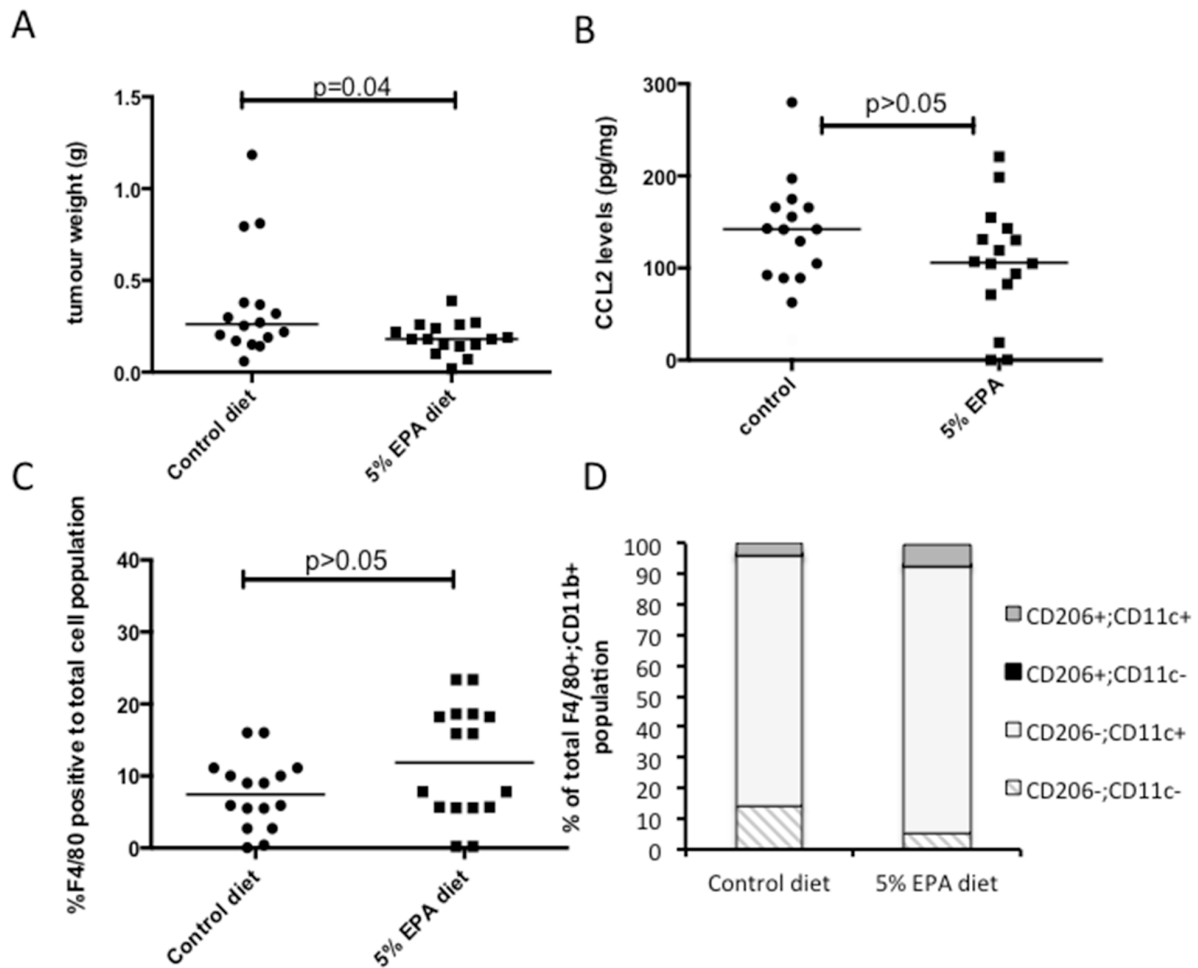 A
p=0.04
1.5
1.0
0.5
0.0
tumour weight (g)
Control diet
5% EPA diet
B
p>0.05
300
200
100
0
CCL2 levels (pg/mg)
control
5% EPA
C
p>0.05
40
30
20
10
0
%F4/80 positive to total cell population
Control diet
5% EPA diet
D
100
90
80
70
60
50
40
30
20
10
0
% of total F4/80+;CD11b+
population
Control diet
5% EPA diet
CD206+;CD11c+
CD206+;CD11c-
CD206-;CD11c+
CD206-;CD11c-